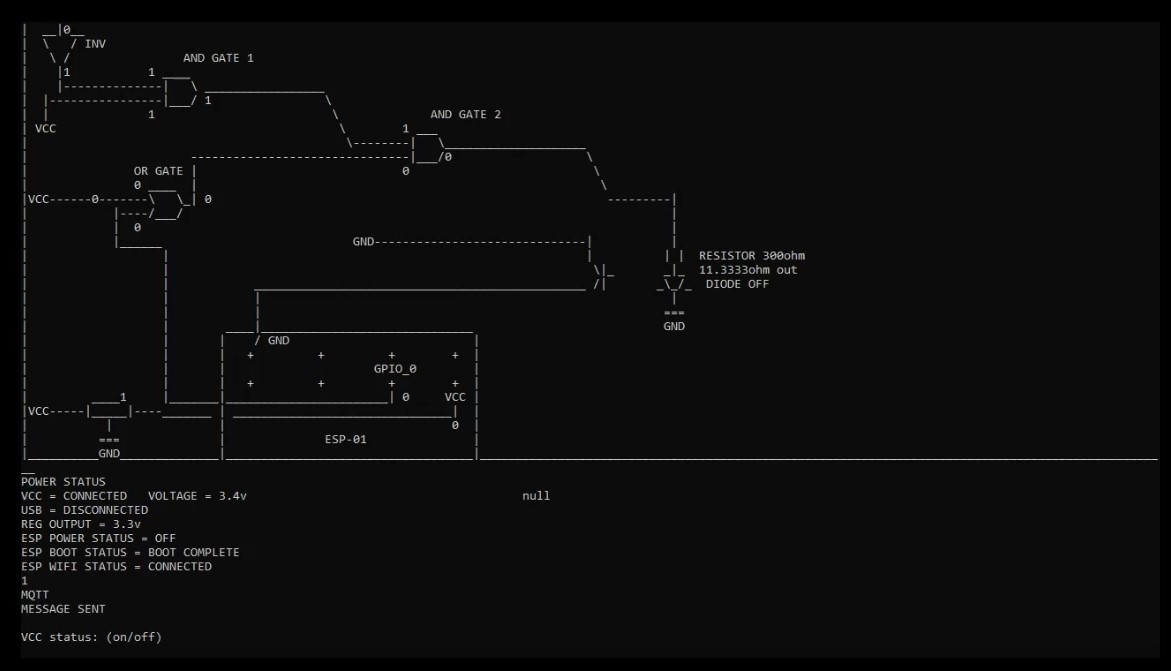 0
INV
AND GATE 1
1 1
1
1 AND GATE 2
VCC 1
0
OR GATE 0
0
VCC 0 0
0
GND
RESISTOR 300ohm
11.3333ohm out
DIODE OFF
===
GND
GND
+ + + +
GPIO_0
+ + + +
1 0 VCC
VCC
0
=== ESP-01
GND
POWER STATUS
VCC = CONNECTED VOLTAGE = 3.4v null
USB = DISCONNECTED
REG OUTPUT = 3.3v
ESP POWER STATUS = OFF
ESP BOOT STATUS = BOOT COMPLETE
ESP WIFI STATUS = CONNECTED
1
MQTT
MESSAGE SENT
VCC status: (on/off)